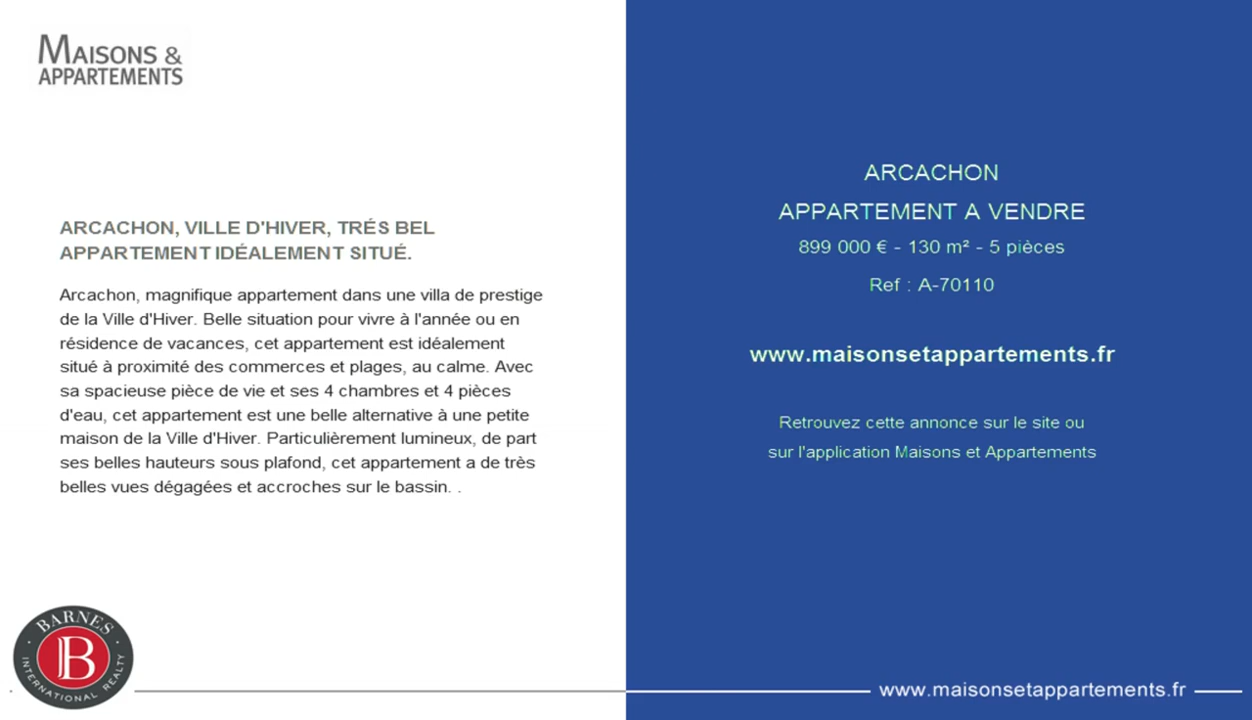 MAISONS &
APPARTEMENTS
ARCACHON, VILLE D'HIVER, TRÉS BEL
APPARTEMENT IDÉALEMENT SITUÉ.
Arcachon, magnifique appartement dans une villa de prestige
de la Ville d'Hiver. Belle situation pour vivre à l'année ou en
résidence de vacances, cet appartement est idéalement
situé à proximité des commerces et plages, au calme. Avec
sa spacieuse pièce de vie et ses 4 chambres et 4 pièces
d'eau, cet appartement est une belle alternative à une petite
maison de la Ville d'Hiver. Particulièrement lumineux, de part
ses belles hauteurs sous plafond, cet appartement a de très
belles vues dégagées et accroches sur le bassin. .
BARNES
B
INTERNATIONAL REALTY
ARCACHON
APPARTEMENT A VENDRE
899 000 € - 130 m² - 5 pièces
Ref : A-70110
www.maisonsetappartements.fr
Retrouvez cette annonce sur le site ou
sur l'application Maisons et Appartements
www.maisonsetappartements.fr